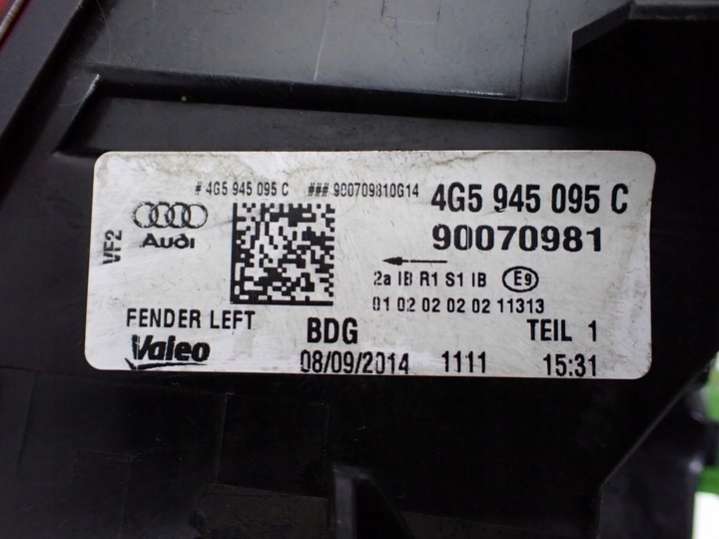 # 4G5 945 095 C ### 900709810G14 4G5 945 095 C
90070981
VF2
Audi
2a IB R1 S1 IB E9
01 02 02 02 02 11313
FENDER LEFT BDG TEIL 1
Valeo 08/09/2014 1111 15:31